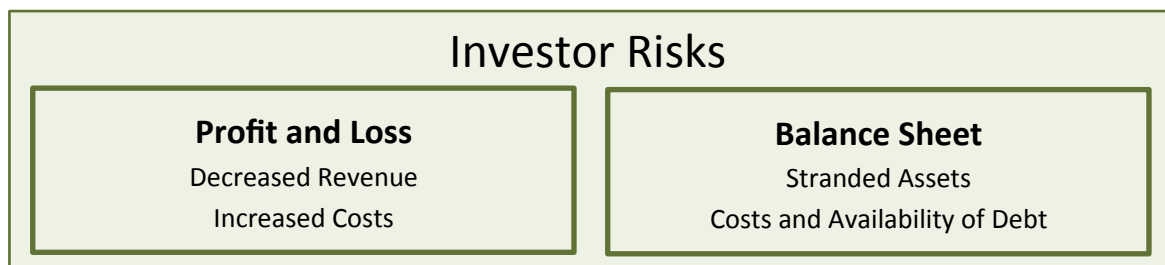 Investor Risks
Profit and Loss
Decreased Revenue
Increased Costs
Balance Sheet
Stranded Assets
Costs and Availability of Debt